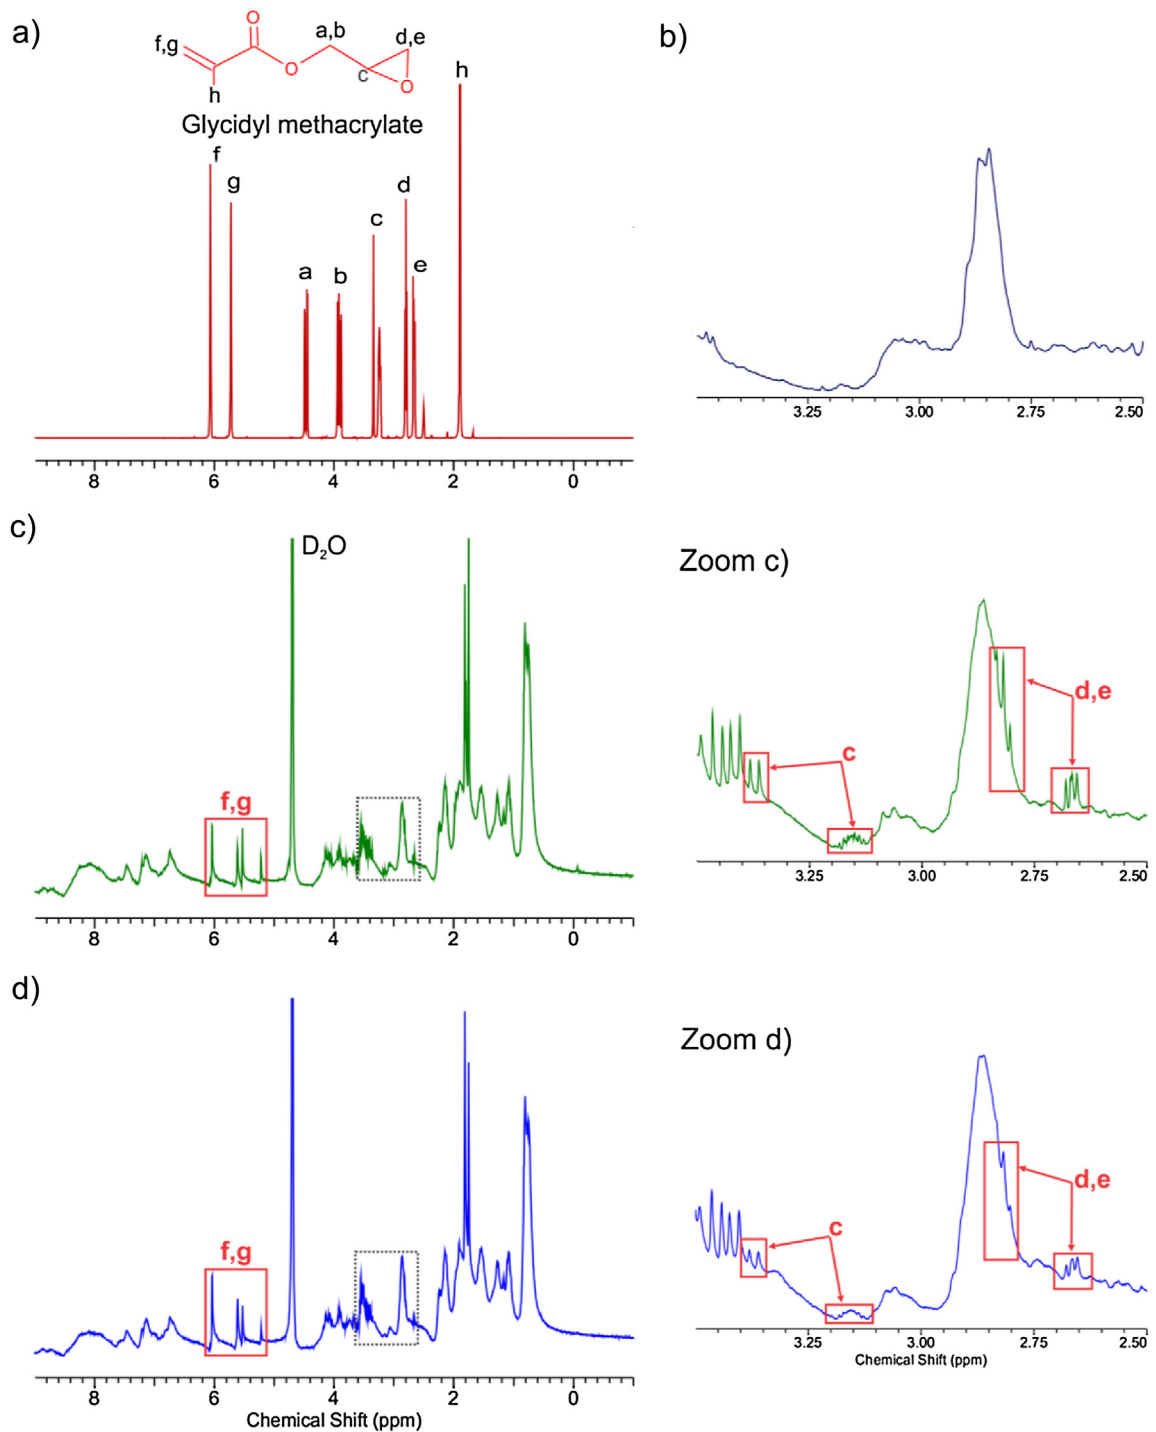 a)
O
f,g
a,b
d,e
O
c
O
h
h
Glycidyl methacrylate
f
g
d
c
e
a
b
8
6
4
2
0
b)
3.25
3.00
2.75
2.50
c)
D₂O
f,g
8
6
4
2
0
Zoom c)
c
d,e
3.25
3.00
2.75
2.50
d)
f,g
8
6
4
2
0
Chemical Shift (ppm)
Zoom d)
c
d,e
3.25
3.00
2.75
2.50
Chemical Shift (ppm)